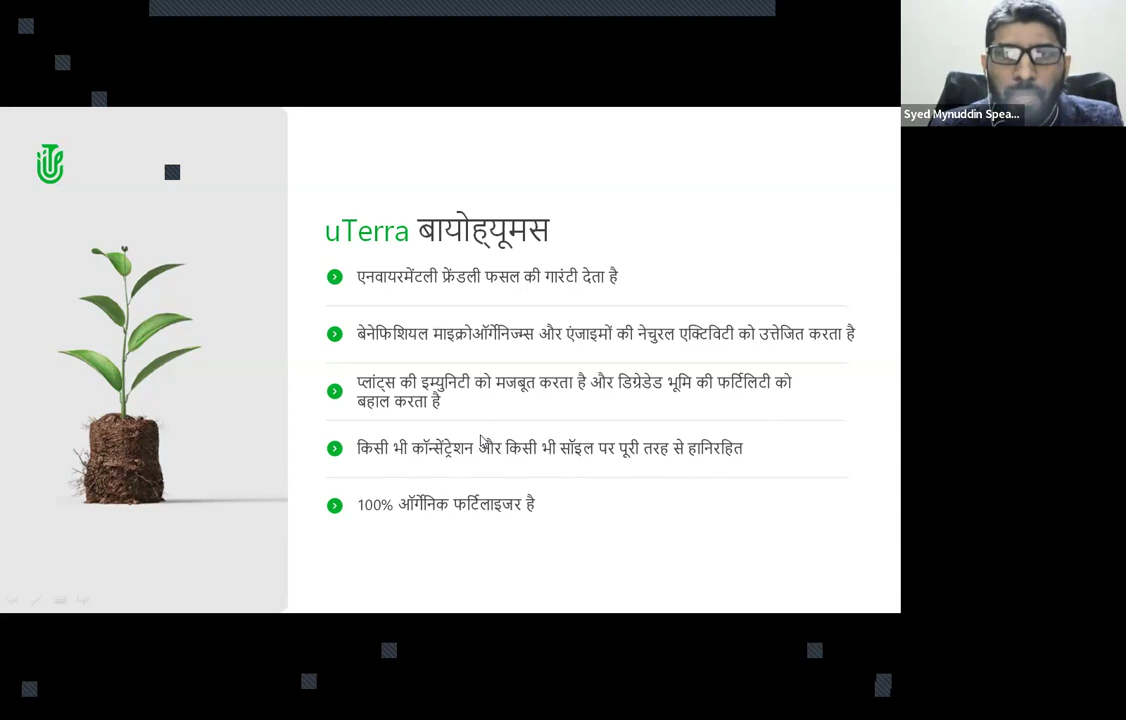 Syed Mynuddin Spea...
uTerra बायोह्यूमस
एनवायरमेंटली फ्रेंडली फसल की गारंटी देता है
बेनेफिशियल माइक्रोऑर्गेनिज्म्स और एंजाइमों की नेचुरल एक्टिविटी को उत्तेजित करता है
प्लांट्स की इम्युनिटी को मजबूत करता है और डिग्रेडेड भूमि की फर्टिलिटी को
बहाल करता है
किसी भी कॉन्सेंट्रेशन और किसी भी सॉइल पर पूरी तरह से हानिरहित
100% ऑर्गेनिक फर्टिलाइजर है